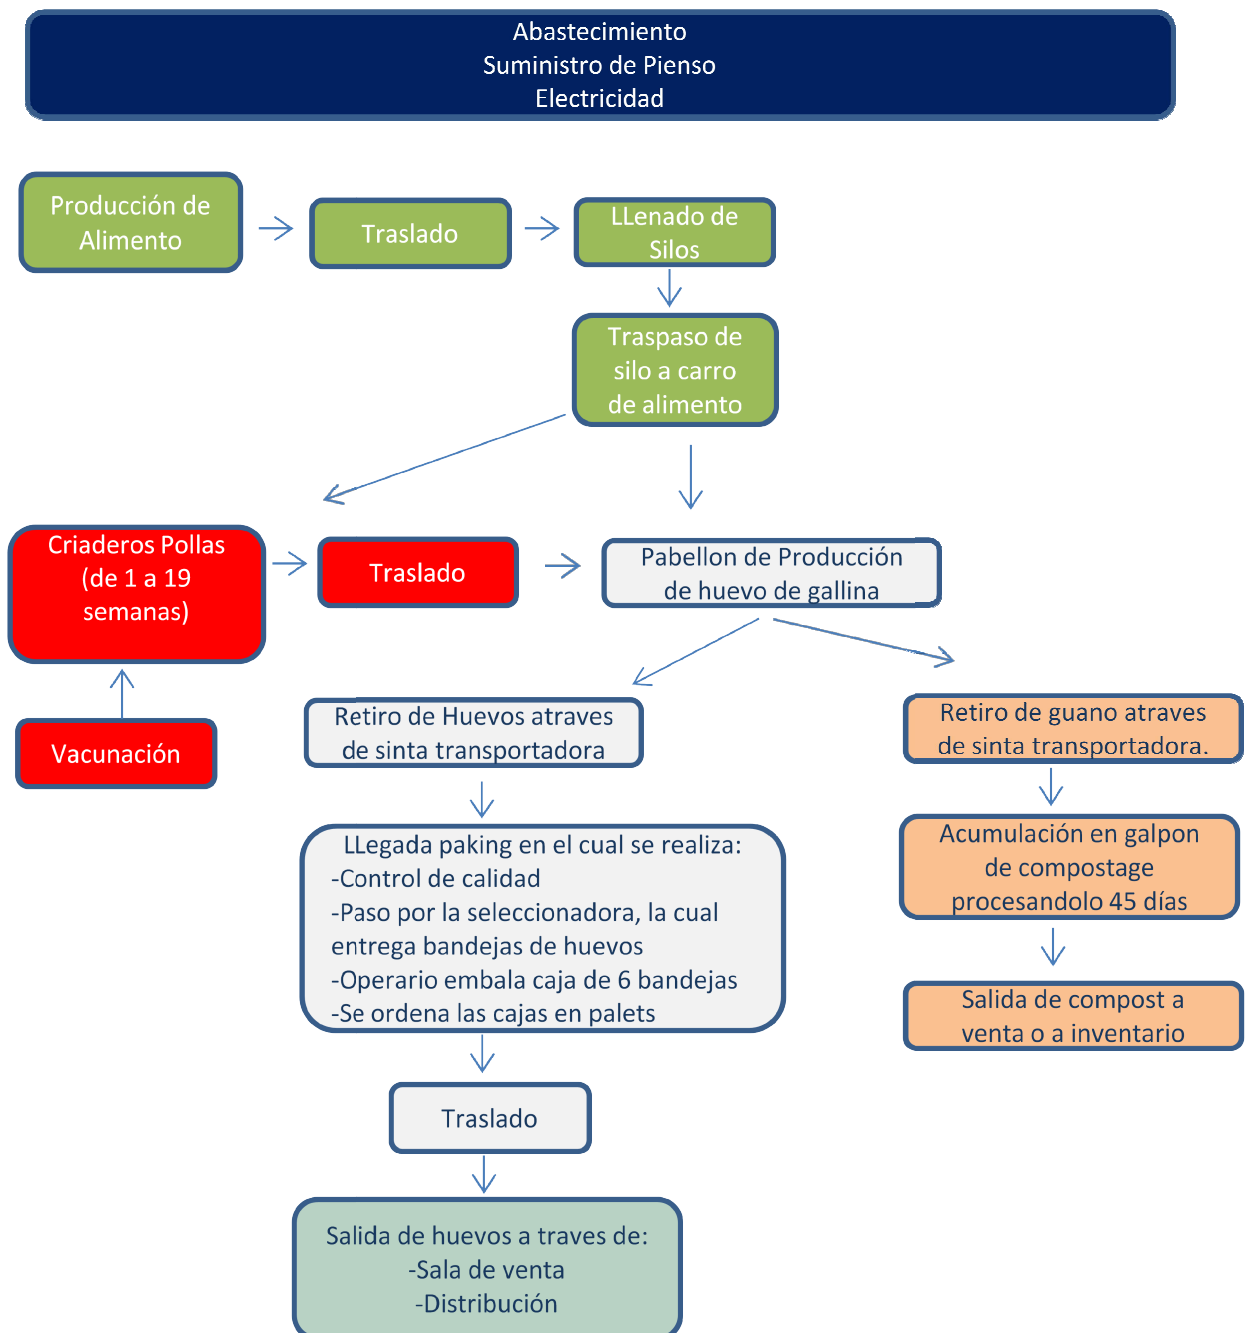 Abastecimiento
Suministro de Pienso
Electricidad
Producción de
Alimento
Traslado
LLenado de
Silos
Traspaso de
silo a carro
de alimento
Criaderos Pollas
(de 1 a 19
semanas)
Traslado
Pabellon de Producción
de huevo de gallina
Vacunación
Retiro de Huevos atraves
de sinta transportadora
Retiro de guano atraves
de sinta transportadora.
LLegada paking en el cual se realiza:
-Control de calidad
-Paso por la seleccionadora, la cual
entrega bandejas de huevos
-Operario embala caja de 6 bandejas
-Se ordena las cajas en palets
Acumulación en galpon
de compostage
procesandolo 45 días
Salida de compost a
venta o a inventario
Traslado
Salida de huevos a traves de:
-Sala de venta
-Distribución